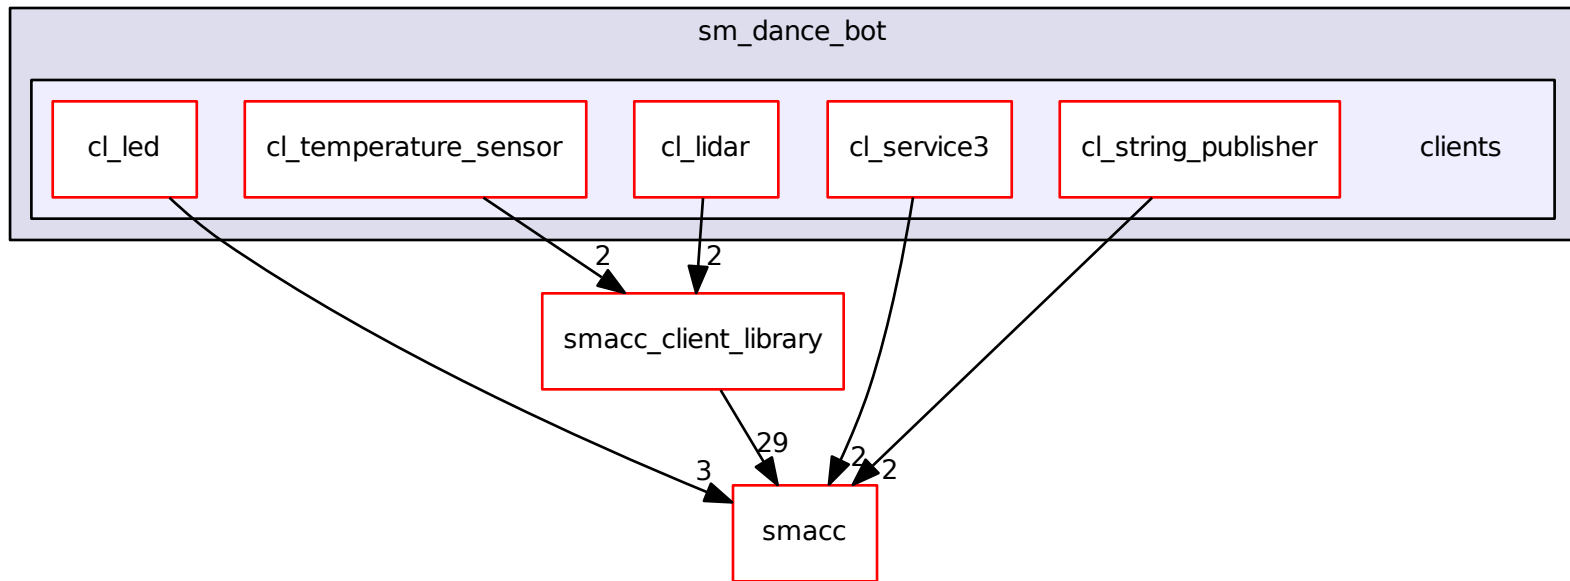 sm_dance_bot
cl_led
cl_temperature_sensor
cl_lidar
cl_service3
cl_string_publisher
clients
2
2
smacc_client_library
29
3
2
2
smacc